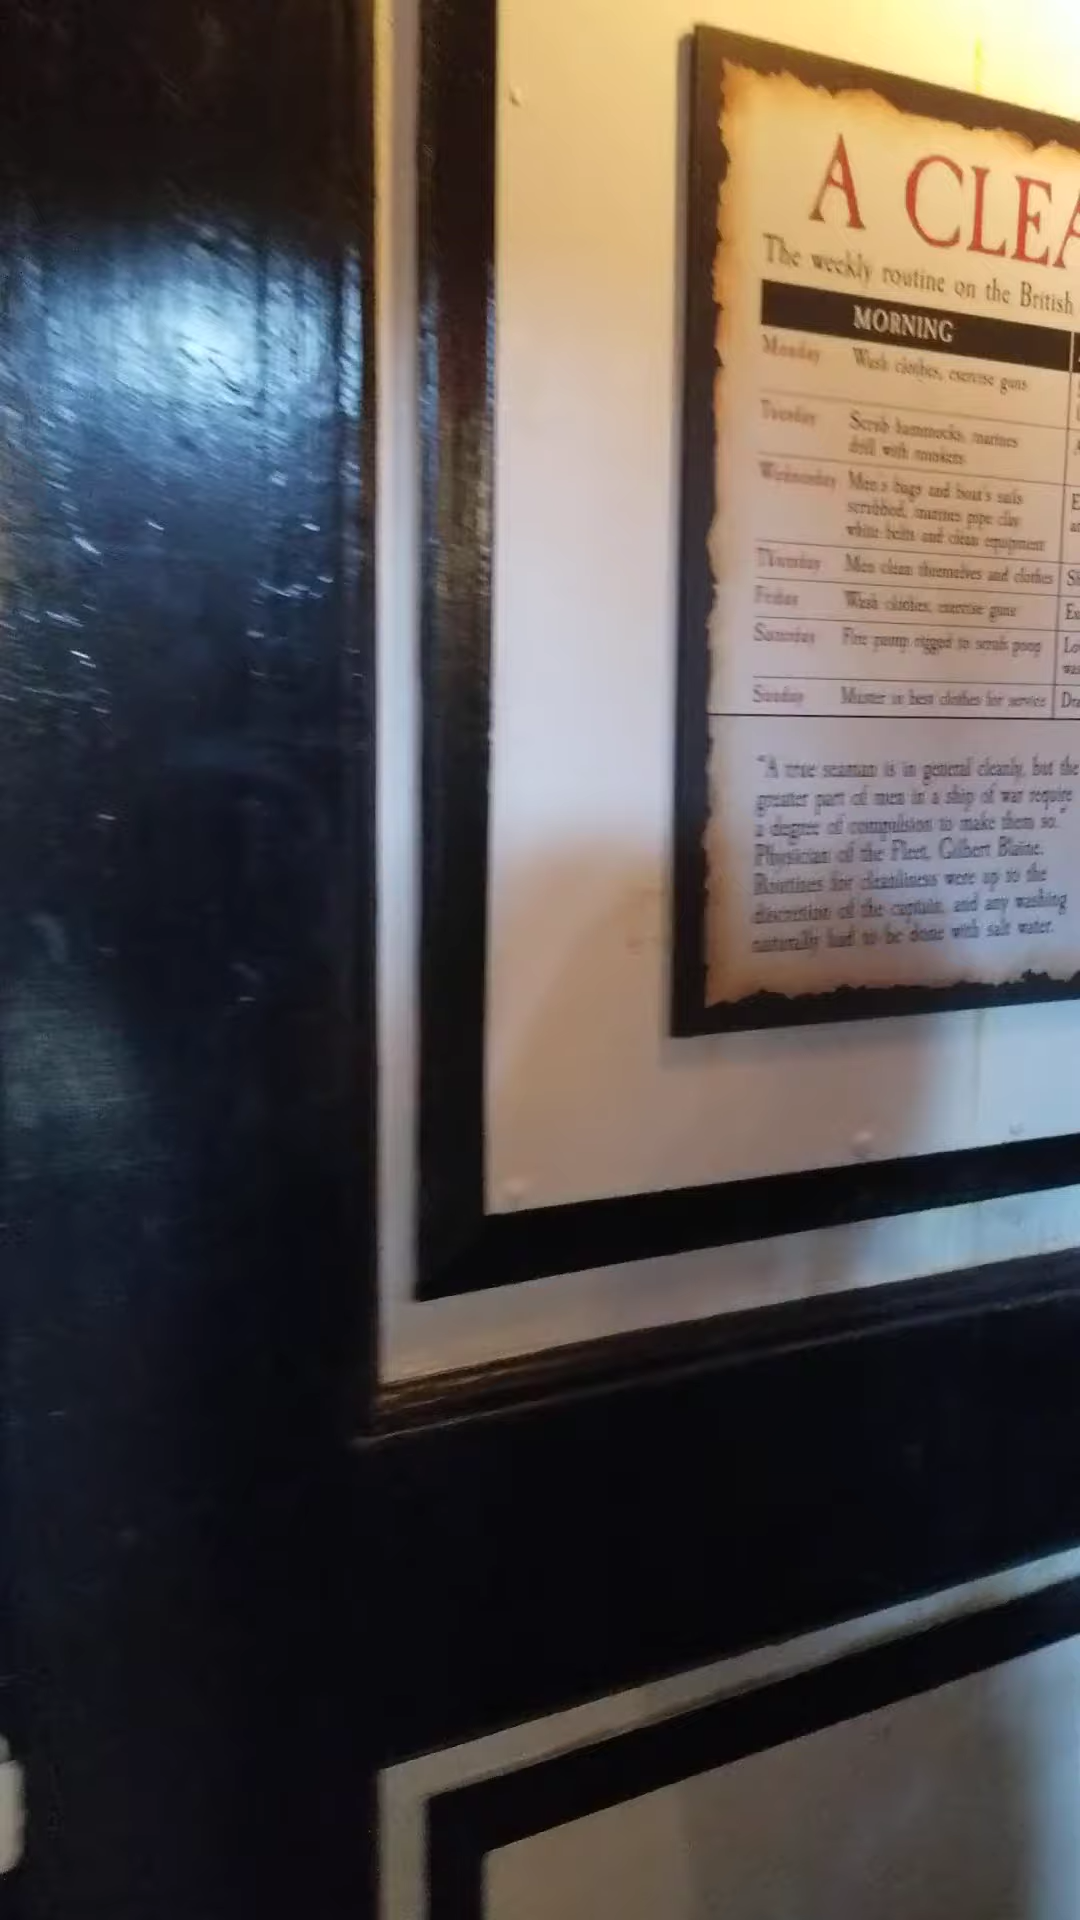 A CLEA
The weekly routine on the British
MORNING
Monday Wash clothes, exercise guns
Tuesday Scrub hammocks, marines
drill with muskets
Wednesday Men's bags and boat's sails
scrubbed, marines pipe clay
white belts and clean equipment
Thursday Men clean themselves and clothes
Friday Wash clothes, exercise guns
Saturday Fire pump rigged to scrub poop
Sunday Muster in best clothes for service
"A true seaman is in general cleanly, but the
greater part of men in a ship of war require
a degree of compulsion to make them so.
Physician of the Fleet, Gilbert Blaine.
Routines for cleanliness were up to the
discretion of the captain, and any washing
naturally had to be done with salt water.